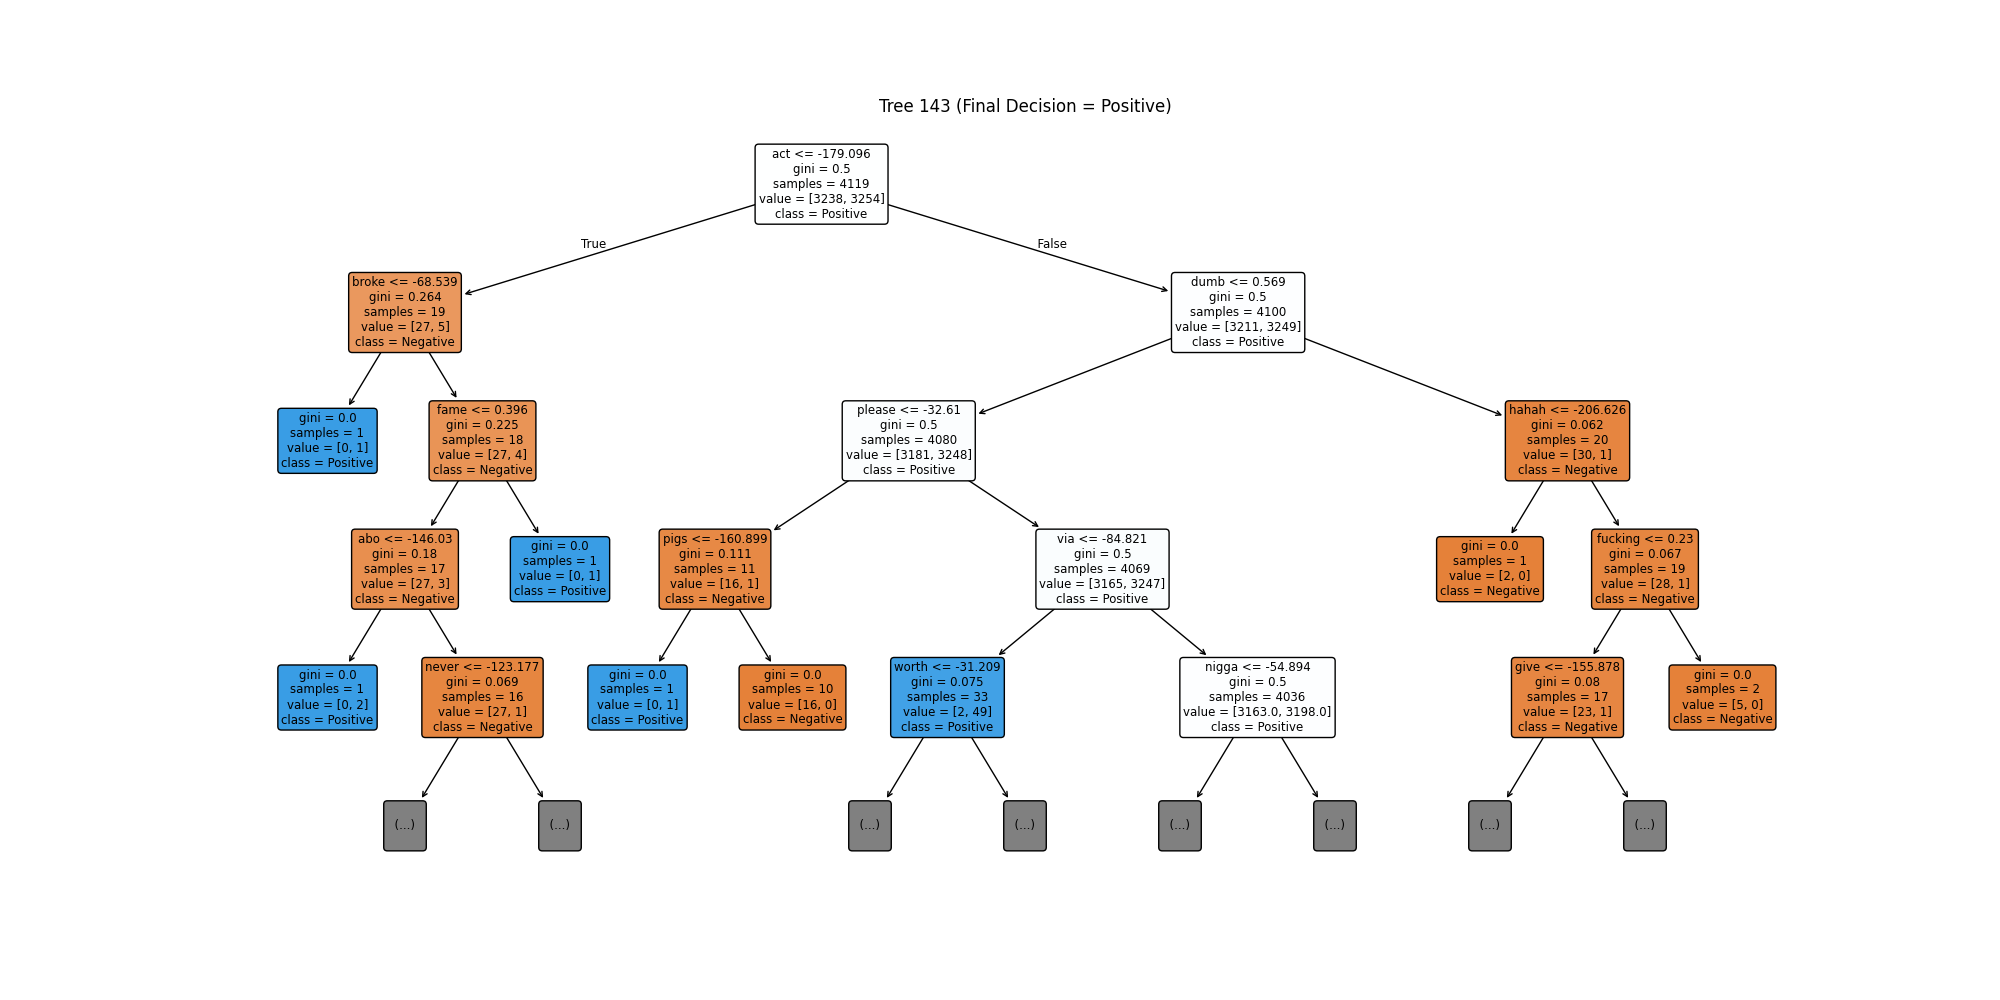 Tree 143 (Final Decision = Positive)
act <= -179.096
gini = 0.5
samples = 4119
value = [3238, 3254]
class = Positive
True
False
broke <= -68.539
gini = 0.264
samples = 19
value = [27, 5]
class = Negative
dumb <= 0.569
gini = 0.5
samples = 4100
value = [3211, 3249]
class = Positive
gini = 0.0
samples = 1
value = [0, 1]
class = Positive
fame <= 0.396
gini = 0.225
samples = 18
value = [27, 4]
class = Negative
please <= -32.61
gini = 0.5
samples = 4080
value = [3181, 3248]
class = Positive
hahah <= -206.626
gini = 0.062
samples = 20
value = [30, 1]
class = Negative
abo <= -146.03
gini = 0.18
samples = 17
value = [27, 3]
class = Negative
gini = 0.0
samples = 1
value = [0, 1]
class = Positive
pigs <= -160.899
gini = 0.111
samples = 11
value = [16, 1]
class = Negative
via <= -84.821
gini = 0.5
samples = 4069
value = [3165, 3247]
class = Positive
gini = 0.0
samples = 1
value = [2, 0]
class = Negative
fucking <= 0.23
gini = 0.067
samples = 19
value = [28, 1]
class = Negative
gini = 0.0
samples = 1
value = [0, 2]
class = Positive
never <= -123.177
gini = 0.069
samples = 16
value = [27, 1]
class = Negative
gini = 0.0
samples = 1
value = [0, 1]
class = Positive
gini = 0.0
samples = 10
value = [16, 0]
class = Negative
worth <= -31.209
gini = 0.075
samples = 33
value = [2, 49]
class = Positive
nigga <= -54.894
gini = 0.5
samples = 4036
value = [3163.0, 3198.0]
class = Positive
give <= -155.878
gini = 0.08
samples = 17
value = [23, 1]
class = Negative
gini = 0.0
samples = 2
value = [5, 0]
class = Negative
(...)
(...)
(...)
(...)
(...)
(...)
(...)
(...)